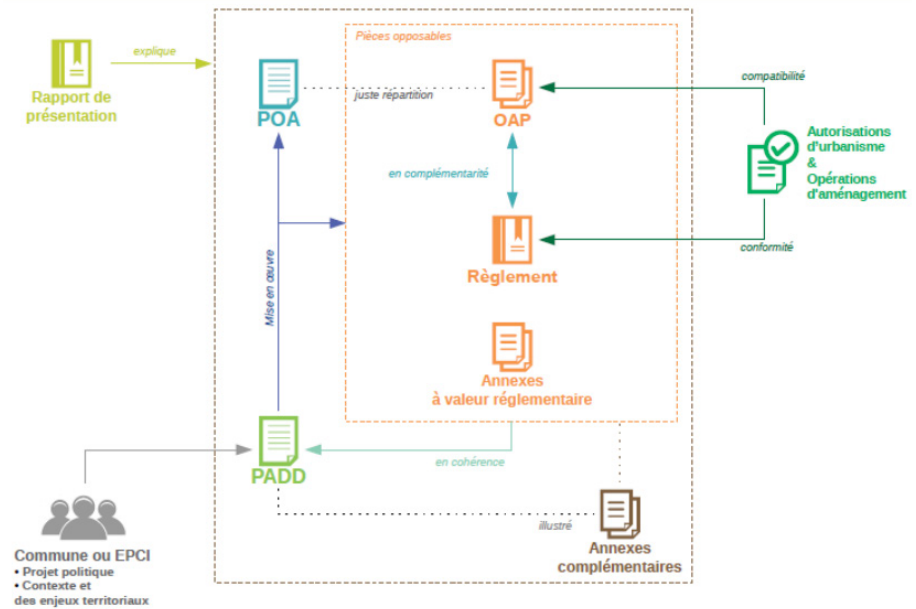 Pièces opposables
explique
Rapport de
présentation
POA
juste répartition
OAP
compatibilité
Autorisations
d'urbanisme
&
Opérations
d'aménagement
en complémentarité
conformité
Règlement
Mise en œuvre
Annexes
à valeur réglementaire
PADD
en cohérence
illustré
Annexes
complémentaires
Commune ou EPCI
• Projet politique
• Contexte et
des enjeux territoriaux